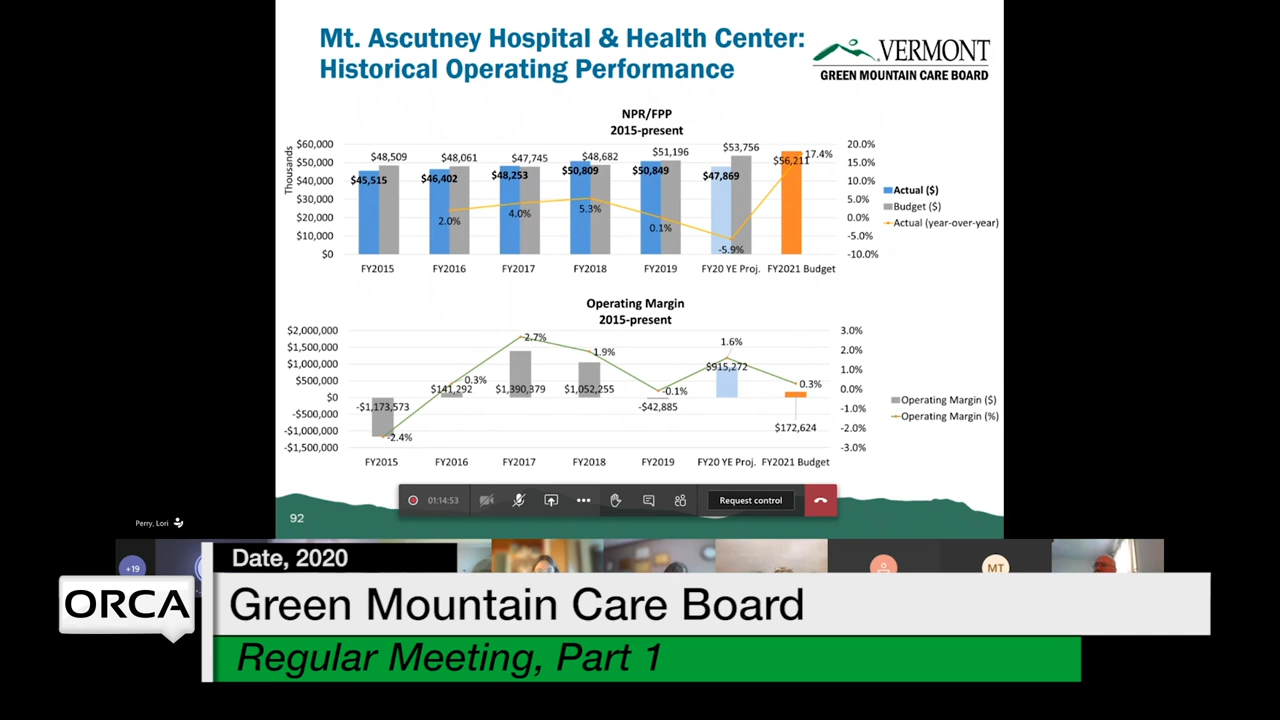 Mt. Ascutney Hospital & Health Center:
Historical Operating Performance
VERMONT
GREEN MOUNTAIN CARE BOARD
NPR/FPP
2015-present
Thousands
$60,000
$50,000
$40,000
$30,000
$20,000
$10,000
$0
$45,515
$48,509
$46,402
$48,061
$48,253
$47,745
$50,809
$48,682
$50,849
$51,196
$47,869
$53,756
$56,211
2.0%
4.0%
5.3%
0.1%
-5.9%
17.4%
20.0%
15.0%
10.0%
5.0%
0.0%
-5.0%
-10.0%
Actual ($)
Budget ($)
Actual (year-over-year)
FY2015 FY2016 FY2017 FY2018 FY2019 FY20 YE Proj. FY2021 Budget
Operating Margin
2015-present
$2,000,000
$1,500,000
$1,000,000
$500,000
$0
-$500,000
-$1,000,000
-$1,500,000
-$1,173,573
$141,292
$1,390,379
$1,052,255
-$42,885
$915,272
$172,624
-2.4%
0.3%
2.7%
1.9%
-0.1%
1.6%
0.3%
3.0%
2.0%
1.0%
0.0%
-1.0%
-2.0%
-3.0%
Operating Margin ($)
Operating Margin (%)
FY2015 FY2016 FY2017 FY2018 FY2019 FY20 YE Proj. FY2021 Budget
01:14:53
Request control
92
Perry, Lori
+19
MT
Date, 2020
ORCA
Green Mountain Care Board
Regular Meeting, Part 1